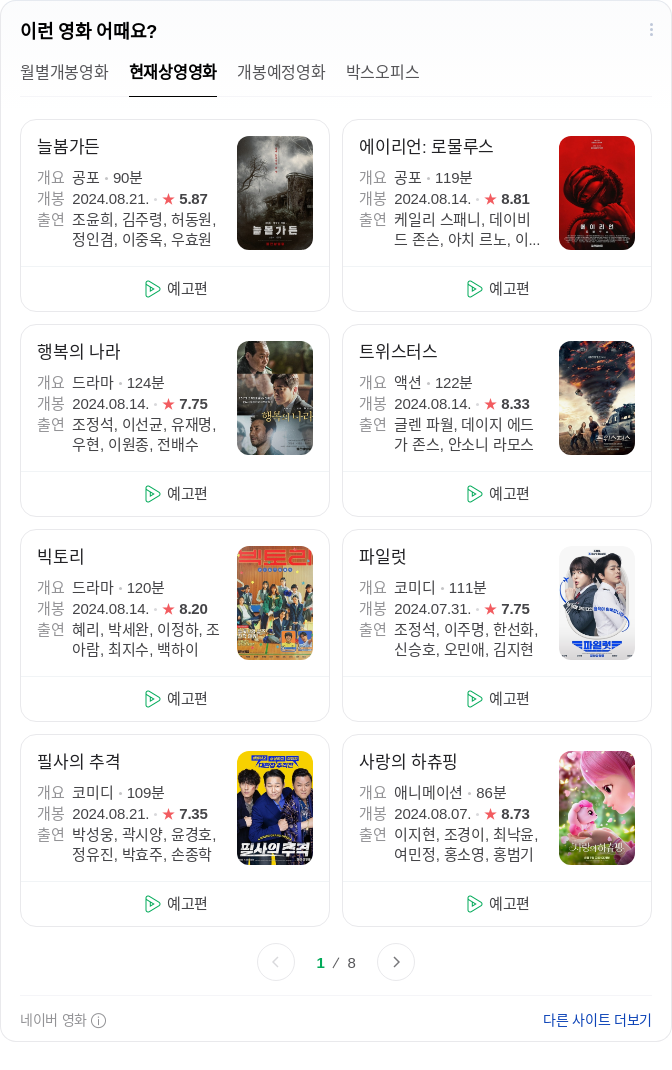 이런 영화 어때요?
월별개봉영화 현재상영영화 개봉예정영화 박스오피스
늘봄가든
개요 공포 · 90분
개봉 2024.08.21. · ★ 5.87
출연 조윤희, 김주령, 허동원,
정인겸, 이중옥, 우효원
늘봄가든
예고편
에이리언: 로물루스
개요 공포 · 119분
개봉 2024.08.14. · ★ 8.81
출연 케일리 스패니, 데이비
드 존슨, 아치 르노, 이...
에이리언
예고편
행복의 나라
개요 드라마 · 124분
개봉 2024.08.14. · ★ 7.75
출연 조정석, 이선균, 유재명,
우현, 이원종, 전배수
행복의 나라
예고편
트위스터스
개요 액션 · 122분
개봉 2024.08.14. · ★ 8.33
출연 글렌 파월, 데이지 에드
가 존스, 안소니 라모스
트위스터스
예고편
빅토리
개요 드라마 · 120분
개봉 2024.08.14. · ★ 8.20
출연 혜리, 박세완, 이정하, 조
아람, 최지수, 백하이
빅토리
예고편
파일럿
개요 코미디 · 111분
개봉 2024.07.31. · ★ 7.75
출연 조정석, 이주명, 한선화,
신승호, 오민애, 김지현
파일럿
예고편
필사의 추격
개요 코미디 · 109분
개봉 2024.08.21. · ★ 7.35
출연 박성웅, 곽시양, 윤경호,
정유진, 박효주, 손종학
필사의 추격
예고편
사랑의 하츄핑
개요 애니메이션 · 86분
개봉 2024.08.07. · ★ 8.73
출연 이지현, 조경이, 최낙윤,
여민정, 홍소영, 홍범기
사랑의 하츄핑
예고편
1 / 8
네이버 영화
다른 사이트 더보기